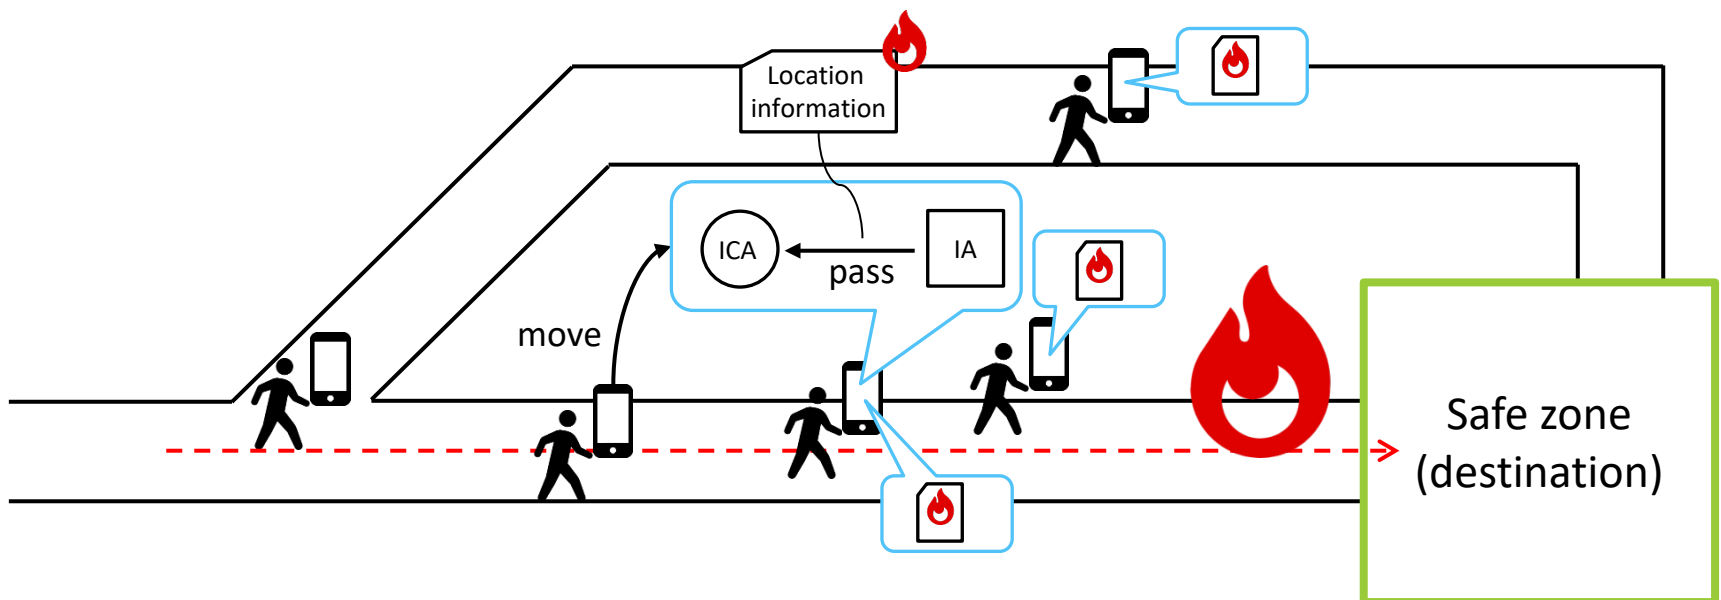 Location
information
ICA
IA
pass
move
Safe zone
(destination)